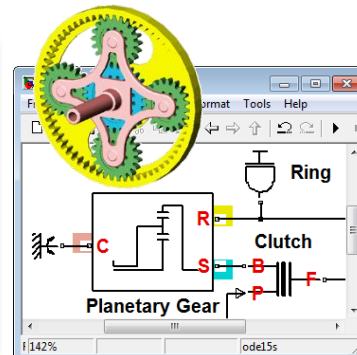 ormat Tools Help
Ring
R
Clutch
C
S
B
F
P
Planetary Gear
142%
ode15s